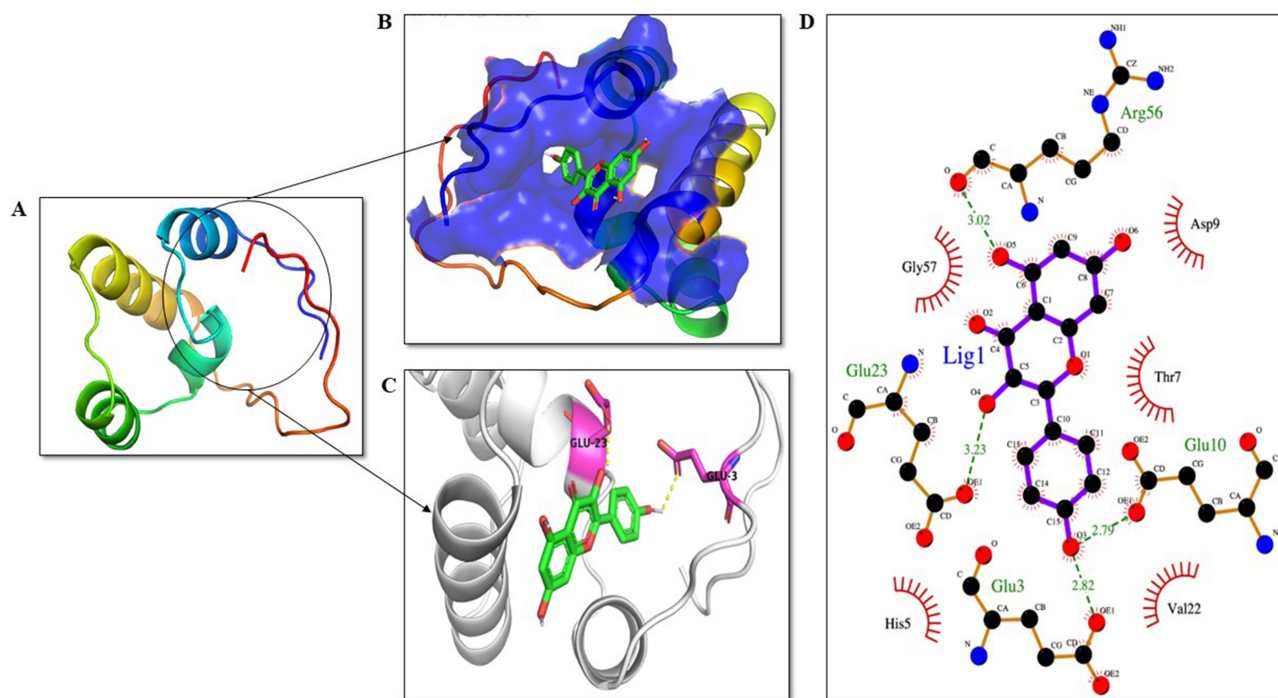 A
B
C
GLU-23
GLU-3
D
NH1
CZ
NH2
NE
Arg56
CD
CB
C
O
CG
CA
N
3.02
Asp9
O5
C9
O6
Gly57
C6
C8
C1
C7
O2
C4
C2
Lig1
Glu23
N
C5
O1
Thr7
CA
C
O4
C3
CB
O
C10
C15
C11
OE2
Glu10
O
CG
3.23
CD
CG
C
OE1
C14
C12
CB
CA
CD
OE1
C13
2.79
N
OE2
O3
O
Glu3
2.82
C
Val22
His5
CA
CB
OE1
N
CG
CD
OE2